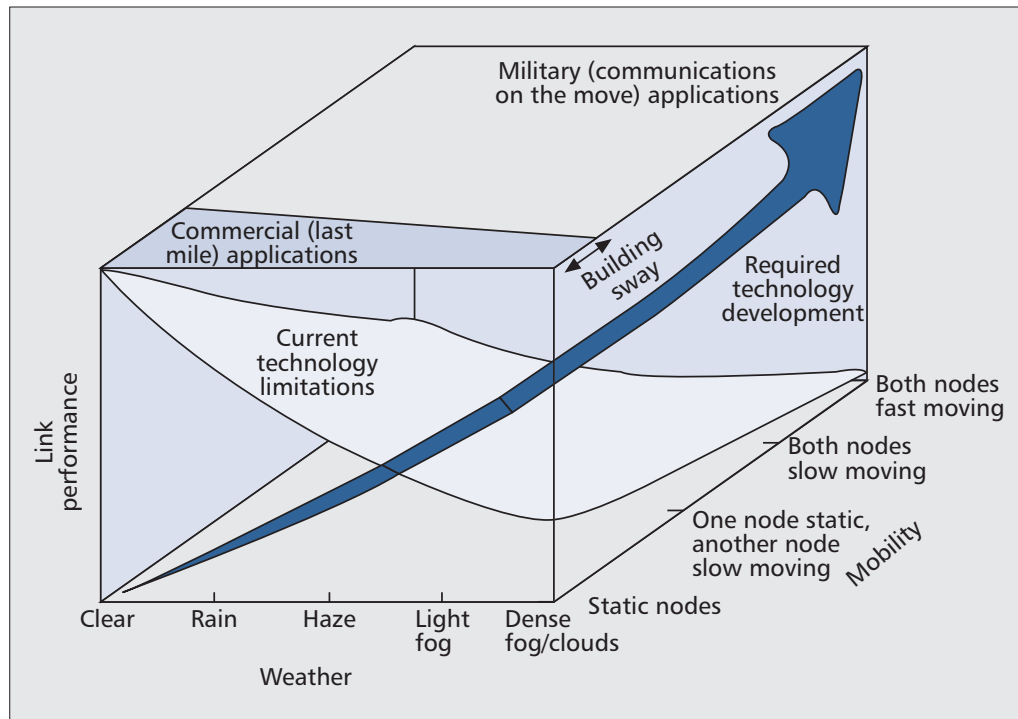 Military (communications
on the move) applications
Commercial (last
mile) applications
Building
sway
Required
technology
development
Current
technology
limitations
Link
performance
Both nodes
fast moving
Both nodes
slow moving
One node static,
another node
slow moving
Mobility
Static nodes
Clear
Rain
Haze
Light
fog
Dense
fog/clouds
Weather